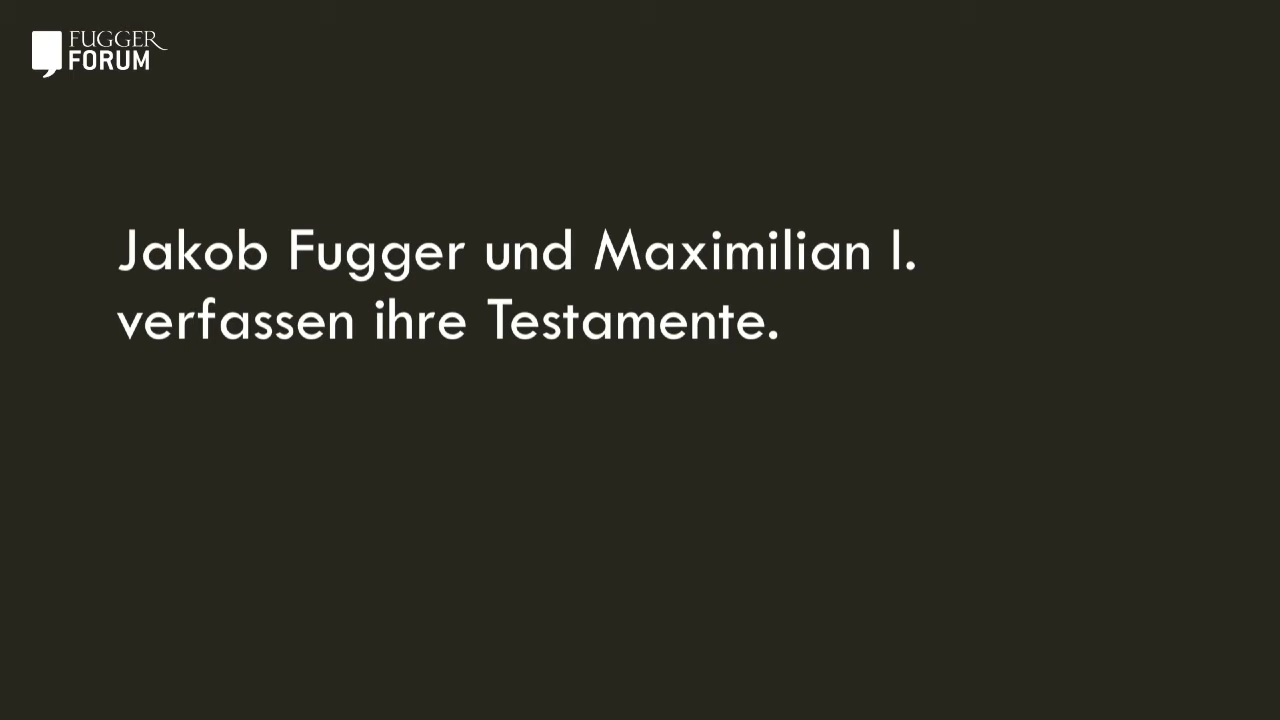 FUGGER
FORUM
Jakob Fugger und Maximilian I.
verfassen ihre Testamente.